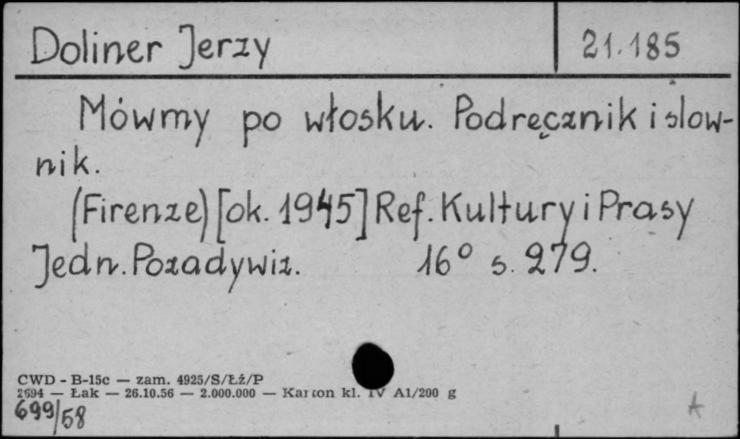 Doliner Jerzy
21.185
Mówmy po włosku. Podręcznik i słow-
nik.
(Firenze) [ok. 1945] Ref. Kultury i Prasy
Jedn. Pozadywiz. 16° s. 279.
CWD - B-15c — zam. 4925/S/Łź/P
2694 — Łak — 26.10.56 — 2.000.000 — Karton kl. IV A1/200 g
699/58
A